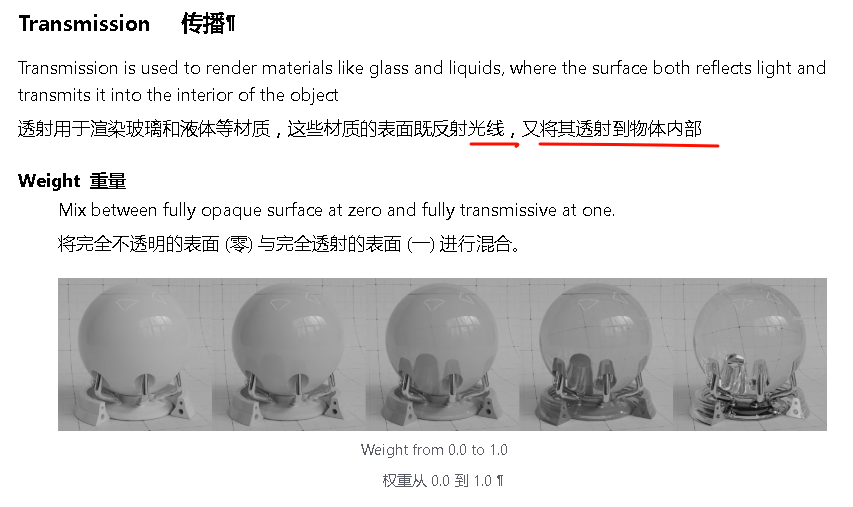 Transmission 传播¶
Transmission is used to render materials like glass and liquids, where the surface both reflects light and
transmits it into the interior of the object
透射用于渲染玻璃和液体等材质，这些材质的表面既反射光线，又将其透射到物体内部
Weight 重量
Mix between fully opaque surface at zero and fully transmissive at one.
将完全不透明的表面 (零) 与完全透射的表面 (一) 进行混合。
Weight from 0.0 to 1.0
权重从 0.0 到 1.0 ¶